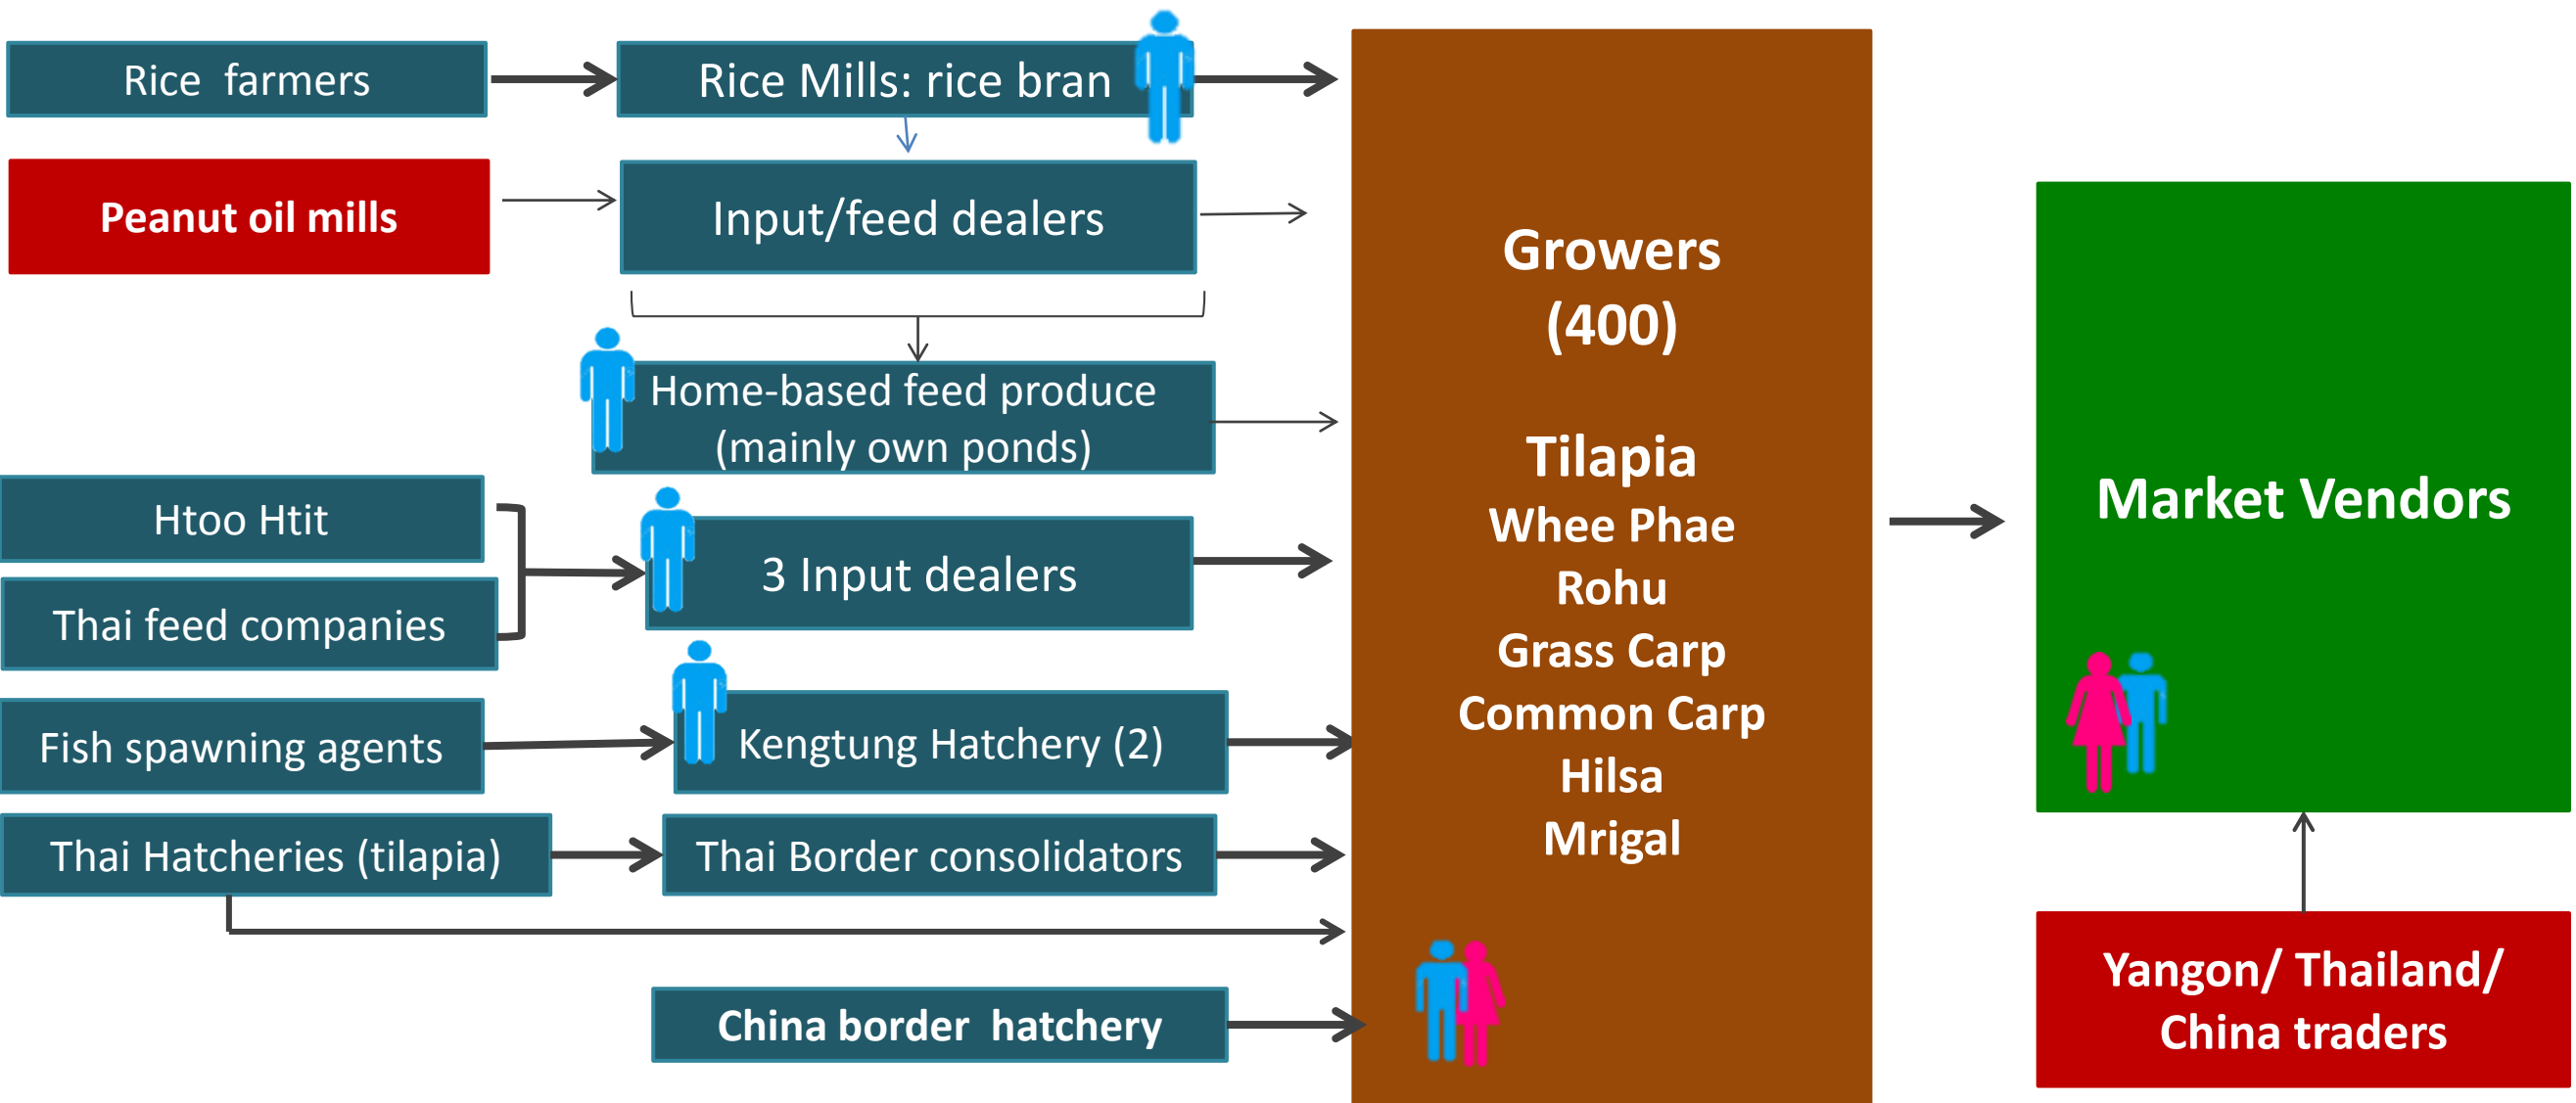 Rice farmers
Rice Mills: rice bran
Peanut oil mills
Input/feed dealers
Home-based feed produce
(mainly own ponds)
Htoo Htit
Thai feed companies
3 Input dealers
Fish spawning agents
Kengtung Hatchery (2)
Thai Hatcheries (tilapia)
Thai Border consolidators
China border hatchery
Growers
(400)
Tilapia
Whee Phae
Rohu
Grass Carp
Common Carp
Hilsa
Mrigal
Market Vendors
Yangon/ Thailand/
China traders